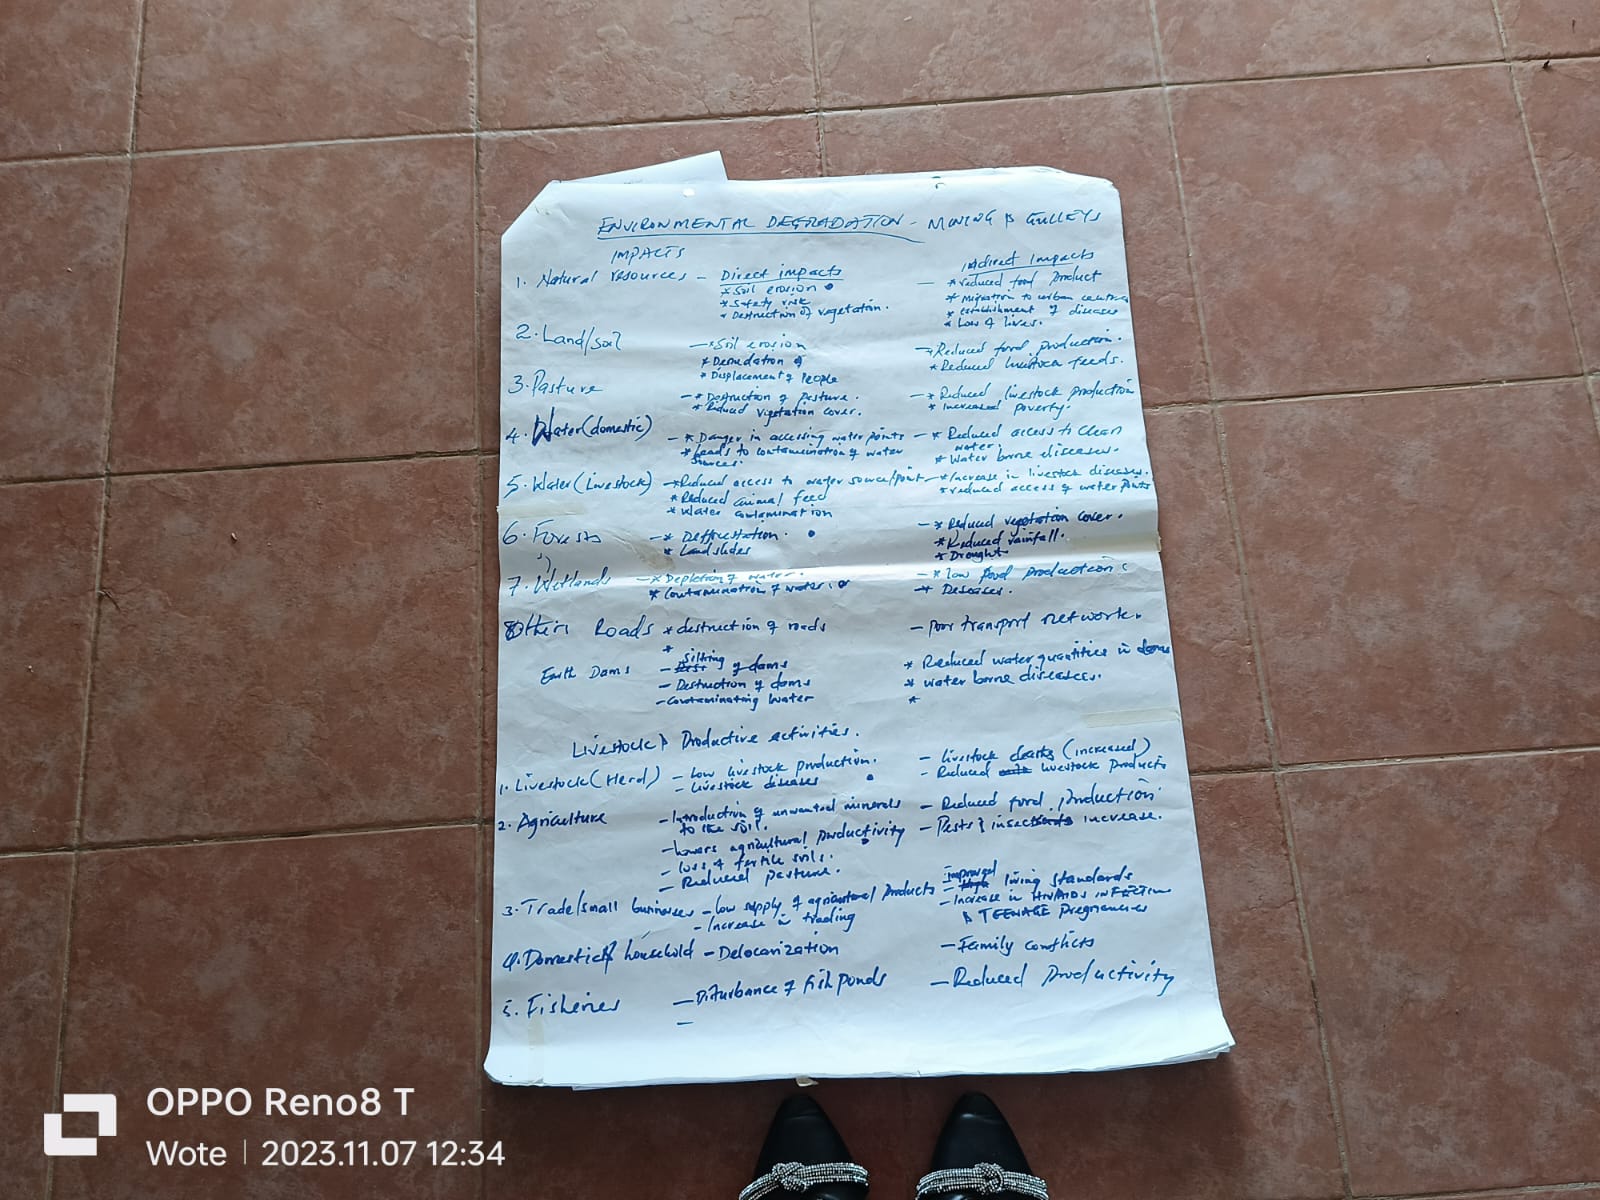 ENVIRONMENTAL DEGRADATION - MINING & GULLEYS
IMPACTS
1. Natural resources - Direct impacts
* Soil erosion
* Safety risk
* Destruction of vegetation.
Indirect Impacts
- * reduced food Product
* Migration to urban centres
* establishment of diseases
* Loss of lives.
2. Land/soil
- * Soil erosion
* Denudation of
* Displacement of People
- Reduced food production.
* Reduced feeds.
3. Pasture
- * Destruction of Pasture.
* Reduced vegetation cover.
- * Reduced livestock production
* increased poverty.
4. Water (domestic)
- * Danger in accessing water points
* Leads to contamination of water
sources.
- * Reduced access to clean
water.
* Water borne diseases.
5. Water (Livestock)
- * Reduced access to water source/point
* Reduced animal feed
* Water contamination
- * Increase in livestock diseases.
* reduced access of water points
6. Forests
- * Defforestation.
* Landslides
- * Reduced vegetation cover.
* Reduced rainfall.
* Drought
7. Wetlands
- * Depletion of water.
* Contamination of water.
- * low food production
- * Deseases.
8 Others Roads
* destruction of roads
*
- poor transport network.
Earth Dams
- Silting of dams
- Destruction of dams
- Contaminating water
* Reduced water quantities in dams
* water borne diseases.
*
Livestock & Productive activities.
1. Livestock (Herd)
- Low livestock production.
- Livestock diseases
- livestock deaths (increased)
- Reduced livestock products
2. Agriculture
- Introduction of unwanted minerals
to the soil.
- Lowers agricultural productivity
- loss of fertile soils.
- Reduced pasture.
- Reduced food production
- Pests & insects increase.
3. Trade/small businesses
- low supply of agricultural products
- Increase in trading
- improved living standards
- Increase in HIV/AIDS INFECTION
& TEENAGE Pregnancies
4. Domestic & household - Delocanization
- Family conflicts
5. Fisheries
- Disturbance of fish ponds
-
- Reduced Productivity
OPPO Reno8 T
Wote | 2023.11.07 12:34